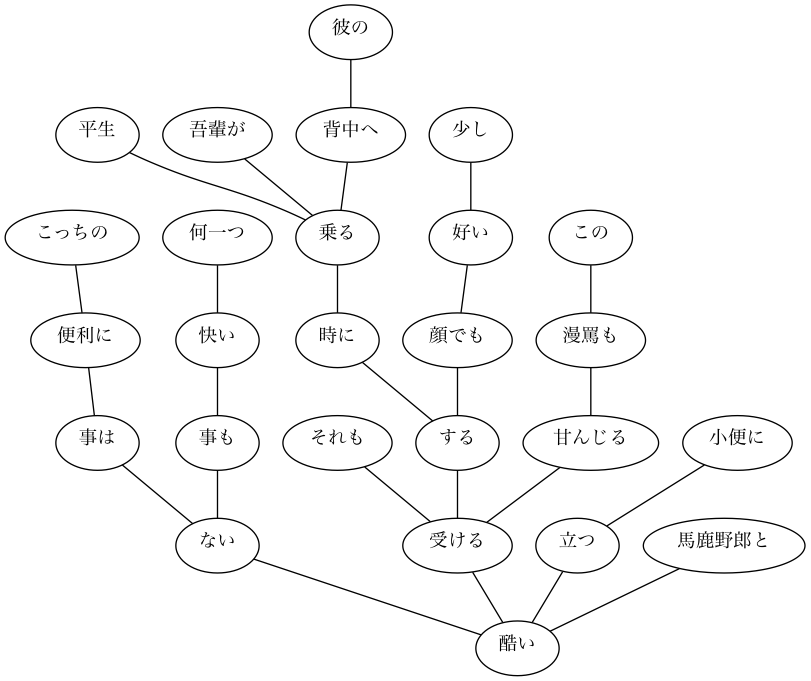 彼の
平生 吾輩が 背中へ 少し
こっちの 何一つ 乗る 好い この
便利に 快い 時に 顔でも 漫罵も
事は 事も それも する 甘んじる 小便に
ない 受ける 立つ 馬鹿野郎と
酷い